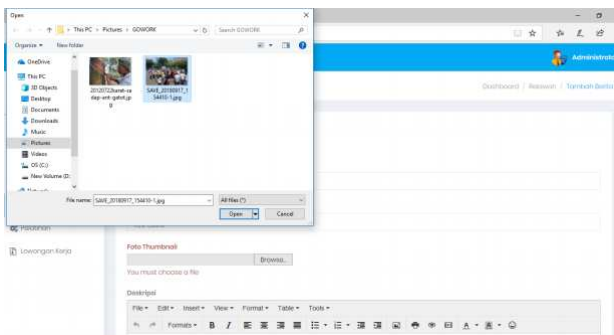 Open
This PC > Pictures > GOWORK
Search GOWORK
Organize
New folder
OneDrive
This PC
3D Objects
Desktop
Documents
Downloads
Music
Pictures
Videos
OS (C:)
New Volume (D:
SAVE_20180917_1
54410-1.jpg
File name: SAVE_20180917_154410-1.jpg
All files (*)
Open
Cancel
Administrato
Dashboard / Relawan / Tambah Berita
Lowongan Kerja
Foto Thumbnail
Browse..
You must choose a file
Deskripsi
File Edit Insert View Format Table Tools
Formats B I A A